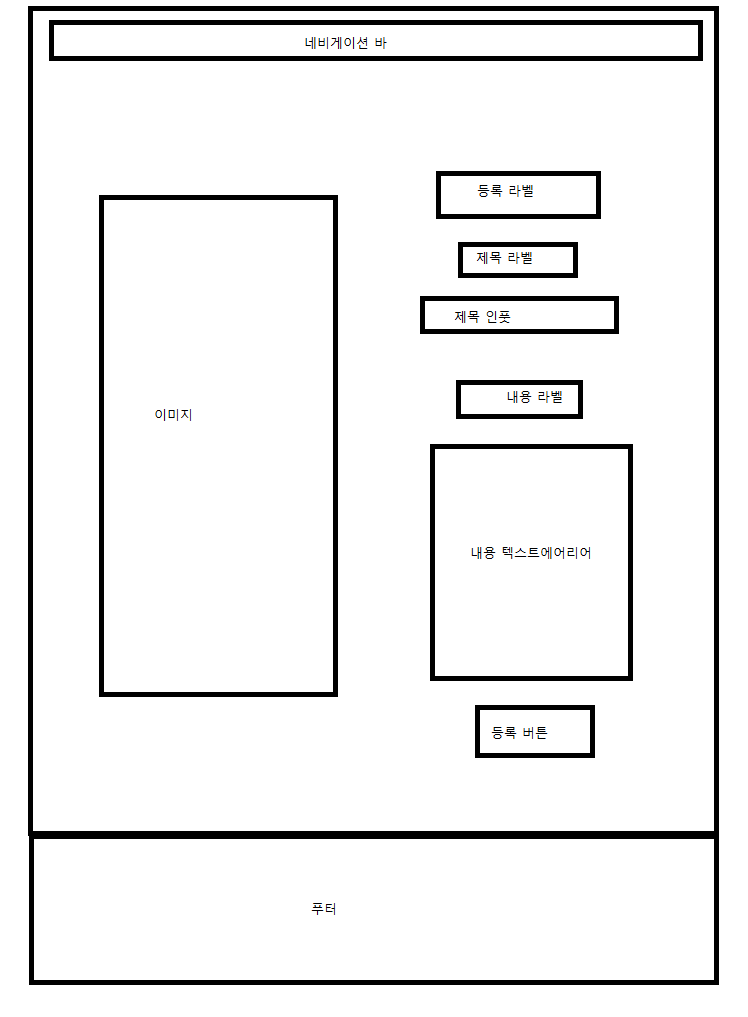 네비게이션 바
등록 라벨
제목 라벨
제목 인풋
내용 라벨
이미지
내용 텍스트에어리어
등록 버튼
푸터